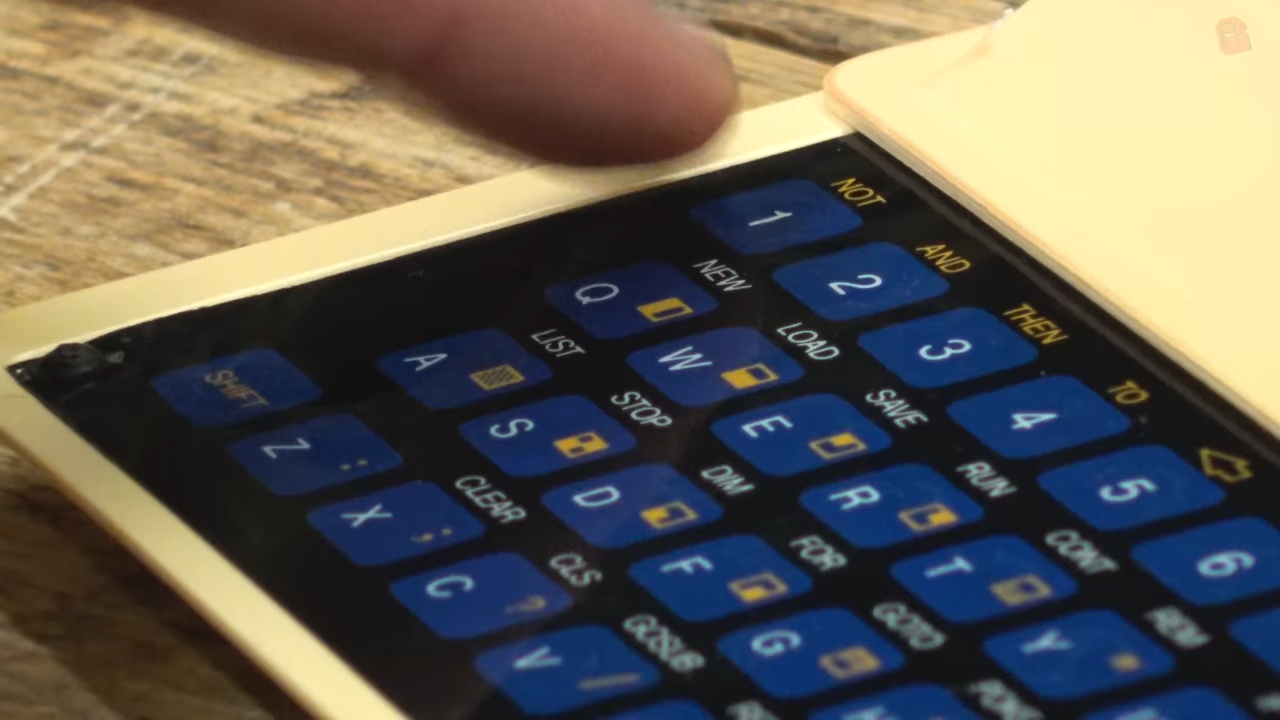 NOT AND THEN TO
1 2 3 4 5 6
NEW LOAD SAVE RUN CONT REM
Q W E R T Y
LIST STOP DIM FOR GOTO POKE
A S D F G
CLEAR CLS GOSUB
SHIFT Z : X ; C ? V /